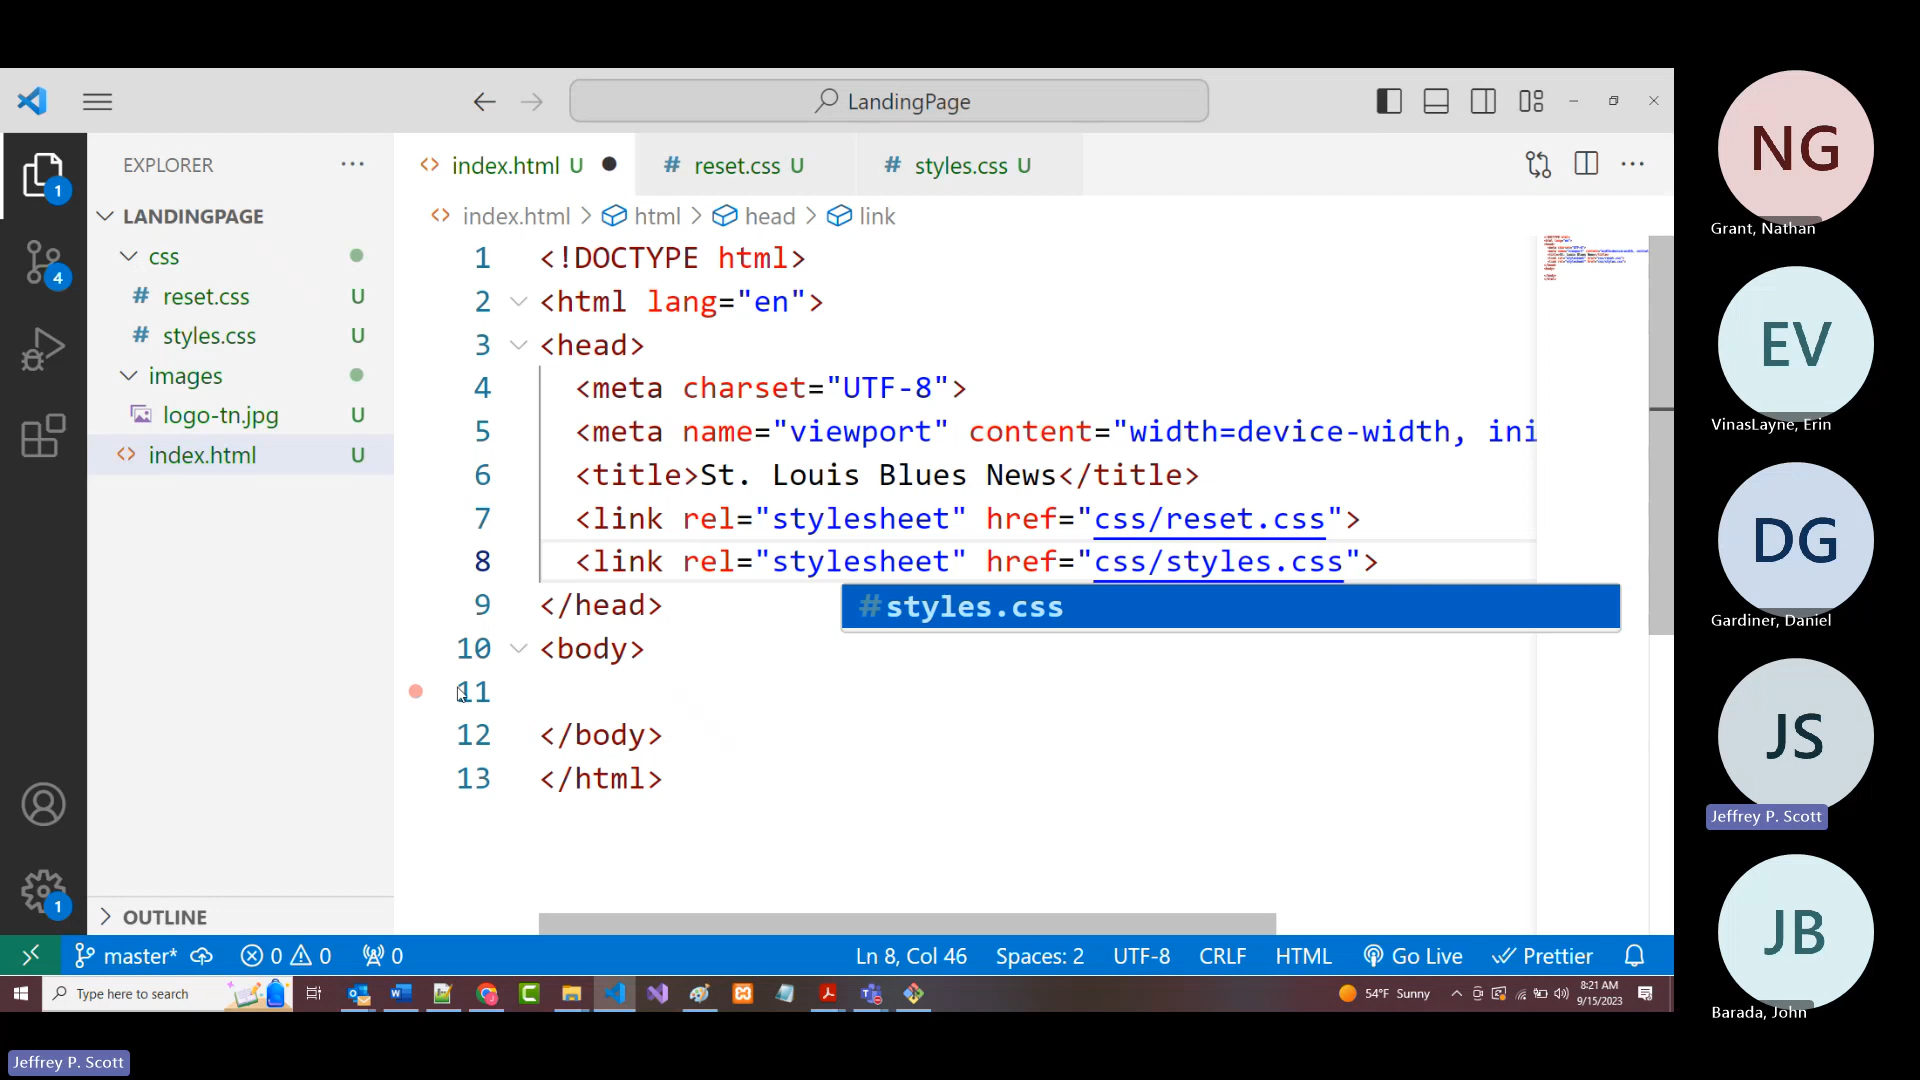 LandingPage
EXPLORER
index.html U
# reset.css U
# styles.css U
LANDINGPAGE
index.html > html > head > link
css
# reset.css U
# styles.css U
images
logo-tn.jpg U
index.html U
1 <!DOCTYPE html>
2 <html lang="en">
3 <head>
4 <meta charset="UTF-8">
5 <meta name="viewport" content="width=device-width, ini
6 <title>St. Louis Blues News</title>
7 <link rel="stylesheet" href="css/reset.css">
8 <link rel="stylesheet" href="css/styles.css">
#styles.css
9 </head>
10 <body>
11
12 </body>
13 </html>
1
4
1
OUTLINE
master* 0 0 0 Ln 8, Col 46 Spaces: 2 UTF-8 CRLF HTML Go Live Prettier
Type here to search
54°F Sunny
8:21 AM
9/15/2023
NG
Grant, Nathan
EV
VinasLayne, Erin
DG
Gardiner, Daniel
JS
Jeffrey P. Scott
JB
Barada, John
Jeffrey P. Scott